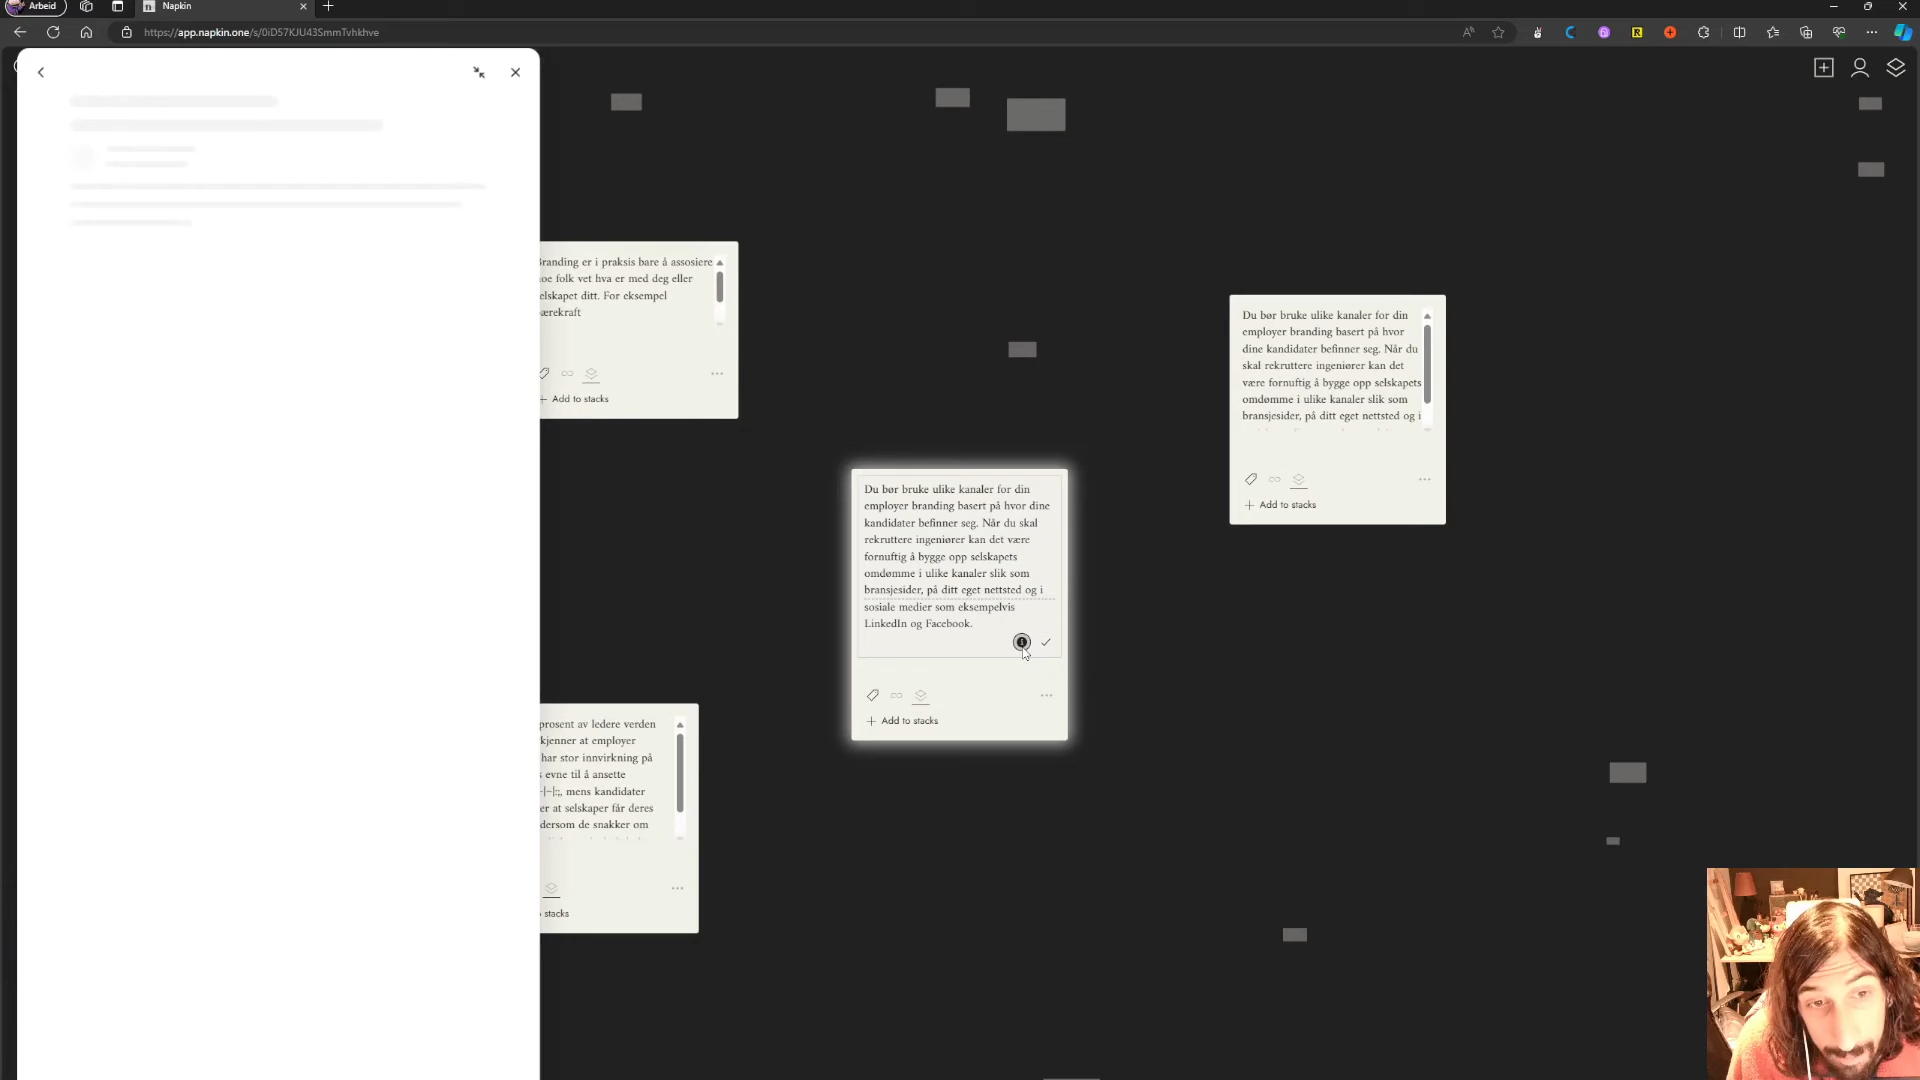 Arbeid
Napkin
https://app.napkin.one/s/0iD57KJU43SmmTvhkhve
Branding er i praksis bare å assosiere
noe folk vet hva er med deg eller
selskapet ditt. For eksempel
bærekraft
Add to stacks
Du bør bruke ulike kanaler for din
employer branding basert på hvor
dine kandidater befinner seg. Når du
skal rekruttere ingeniører kan det
være fornuftig å bygge opp selskapets
omdømme i ulike kanaler slik som
bransjesider, på ditt eget nettsted og i
Add to stacks
Du bør bruke ulike kanaler for din
employer branding basert på hvor dine
kandidater befinner seg. Når du skal
rekruttere ingeniører kan det være
fornuftig å bygge opp selskapets
omdømme i ulike kanaler slik som
bransjesider, på ditt eget nettsted og i
sosiale medier som eksempelvis
LinkedIn og Facebook.
Add to stacks
prosent av ledere verden
kjenner at employer
har stor innvirkning på
s evne til å ansette
-|~|:;, mens kandidater
er at selskaper får deres
dersom de snakker om
stacks